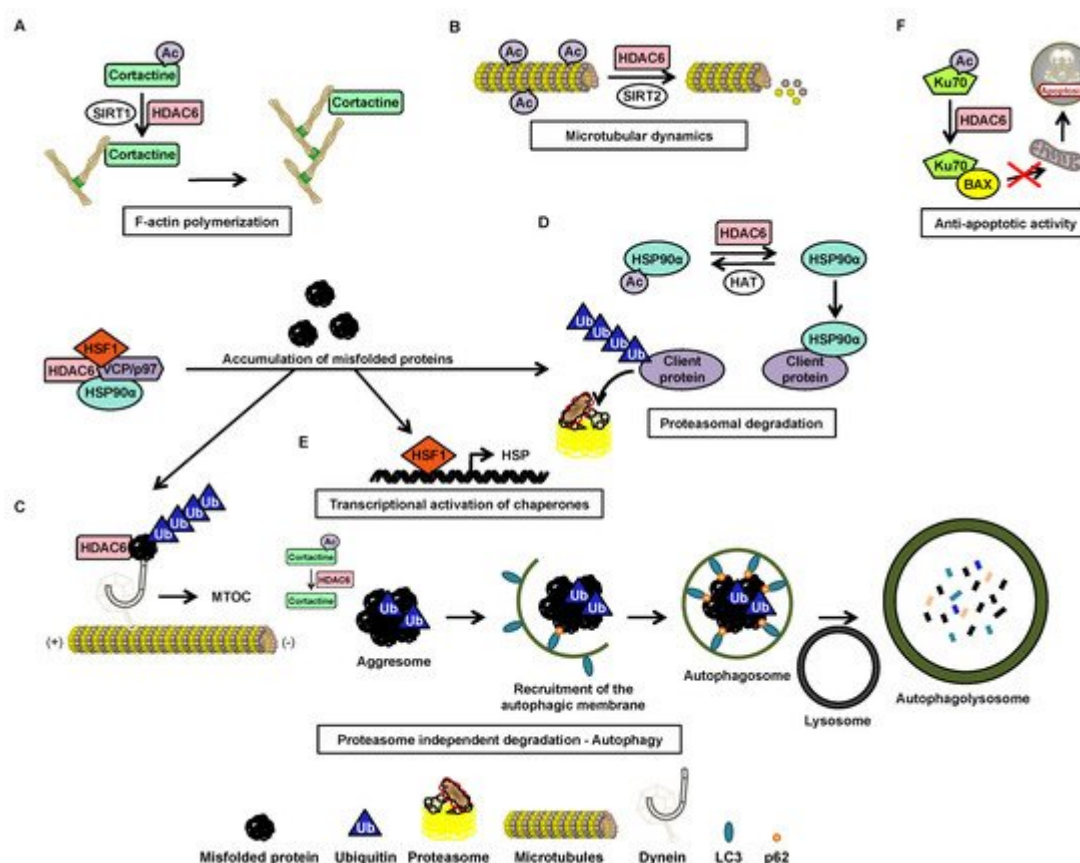 A
Ac
Cortactine
SIRT1
HDAC6
Cortactine
Cortactine
F-actin polymerization
B
Ac
Ac
Ac
HDAC6
SIRT2
Microtubular dynamics
F
Ac
Ku70
HDAC6
Ku70
BAX
Apoptosis
Anti-apoptotic activity
D
HDAC6
HSP90α
Ac
HAT
HSP90α
HSP90α
Client
protein
Ub
Ub
Ub
Ub
Client
protein
Proteasomal degradation
HSF1
HDAC6
VCP/p97
HSP90α
Accumulation of misfolded proteins
E
HSF1
HSP
Transcriptional activation of chaperones
C
HDAC6
Ub
Ub
Ub
Ub
MTOC
(+)
(-)
Ac
Cortactine
HDAC6
Cortactine
Ub
Ub
Aggresome
Ub
Ub
Recruitment of the
autophagic membrane
Ub
Ub
Autophagosome
Lysosome
Autophagolysosome
Proteasome independent degradation - Autophagy
Ub
Misfolded protein
Ubiquitin
Proteasome
Microtubules
Dynein
LC3
p62